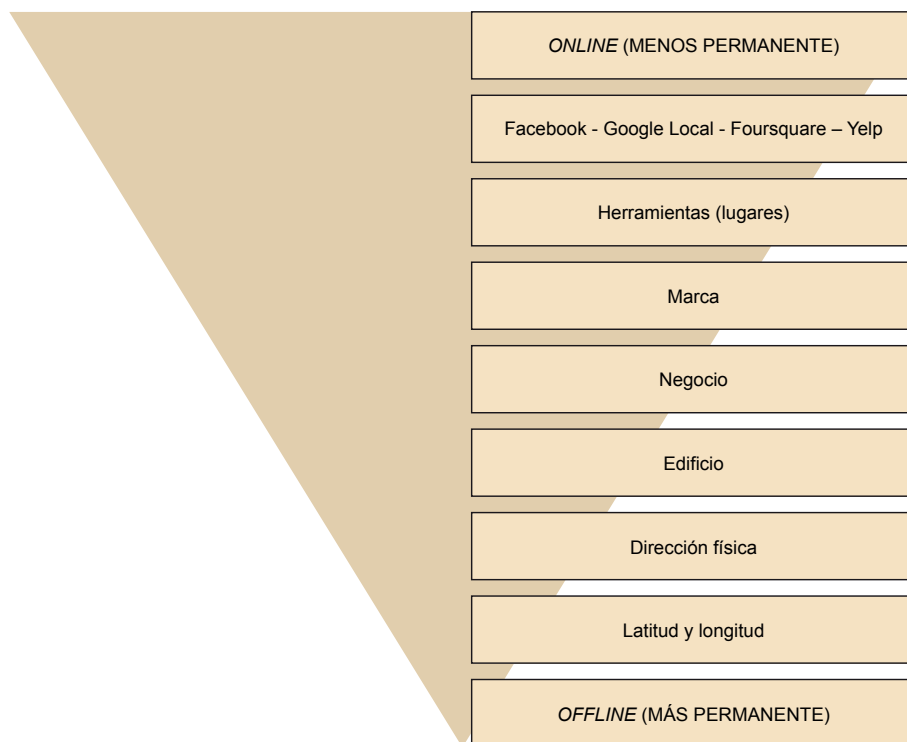 ONLINE (MENOS PERMANENTE)
Facebook - Google Local - Foursquare – Yelp
Herramientas (lugares)
Marca
Negocio
Edificio
Dirección física
Latitud y longitud
OFFLINE (MÁS PERMANENTE)